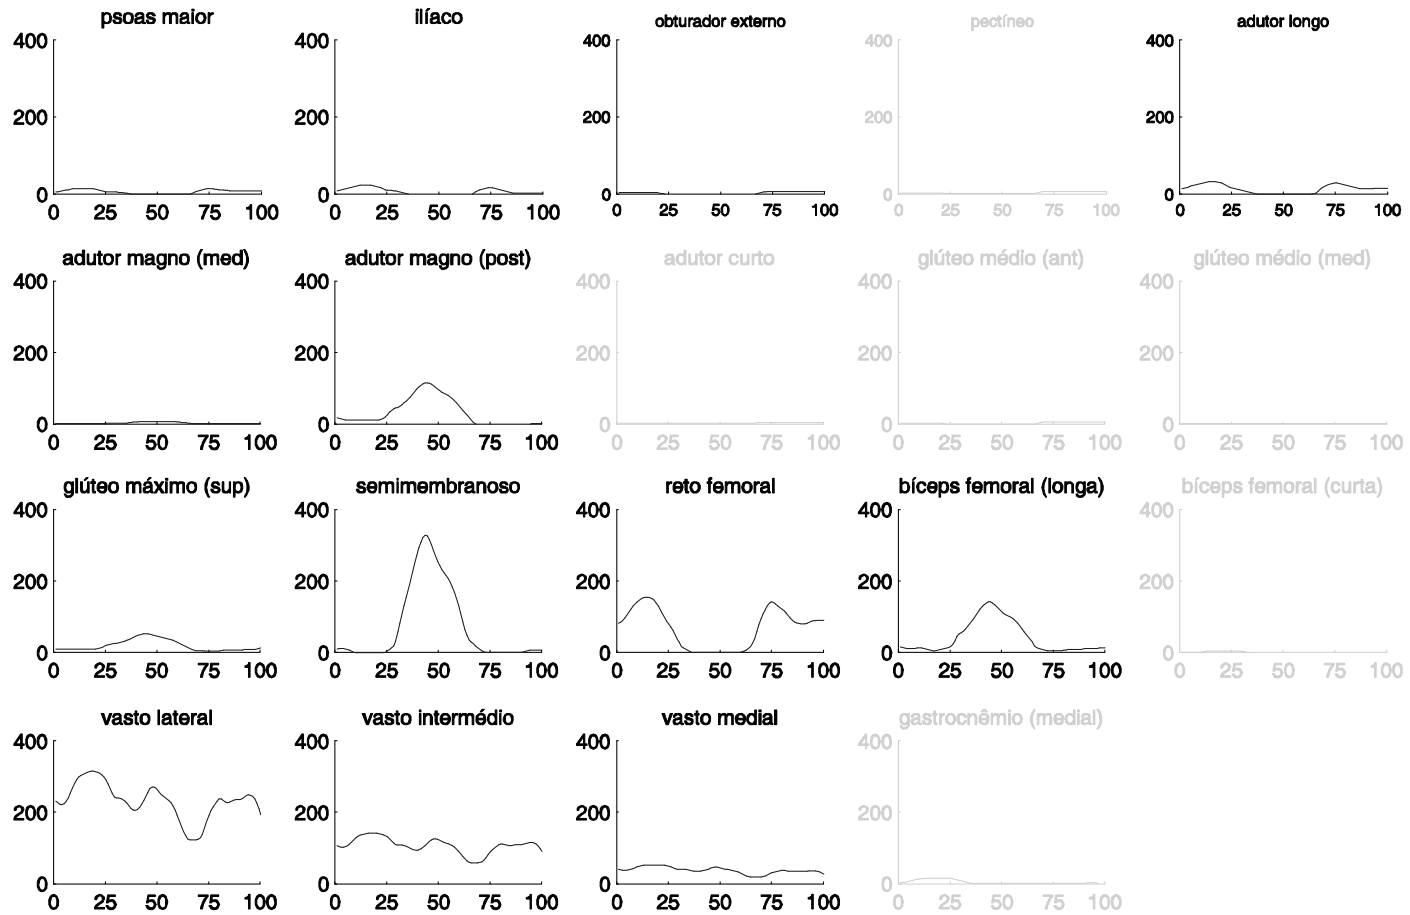 psoas maior
ilíaco
obturador externo
pectíneo
adutor longo
400 400 400 400 400
200 200 200 200 200
0 0 0 0 0
0 25 50 75 100 0 25 50 75 100 0 25 50 75 100 0 25 50 75 100 0 25 50 75 100
adutor magno (med)
adutor magno (post)
adutor curto
glúteo médio (ant)
glúteo médio (med)
400 400 400 400 400
200 200 200 200 200
0 0 0 0 0
0 25 50 75 100 0 25 50 75 100 0 25 50 75 100 0 25 50 75 100 0 25 50 75 100
glúteo máximo (sup)
semimembranoso
reto femoral
bíceps femoral (longa)
bíceps femoral (curta)
400 400 400 400 400
200 200 200 200 200
0 0 0 0 0
0 25 50 75 100 0 25 50 75 100 0 25 50 75 100 0 25 50 75 100 0 25 50 75 100
vasto lateral
vasto intermédio
vasto medial
gastrocnêmio (medial)
400 400 400 400
200 200 200 200
0 0 0 0
0 25 50 75 100 0 25 50 75 100 0 25 50 75 100 0 25 50 75 100